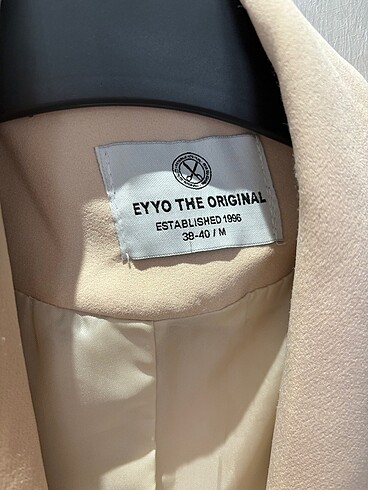 EYYO THE ORIGINAL
ESTABLISHED 1996
38-40 / M